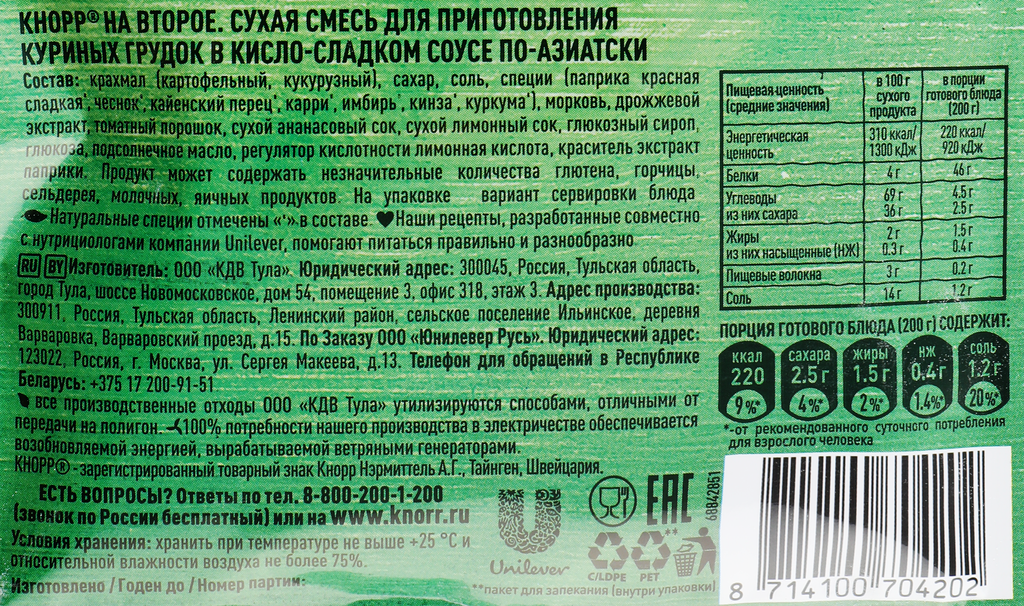 КНОРР® НА ВТОРОЕ. СУХАЯ СМЕСЬ ДЛЯ ПРИГОТОВЛЕНИЯ
КУРИНЫХ ГРУДОК В КИСЛО-СЛАДКОМ СОУСЕ ПО-АЗИАТСКИ
Состав: крахмал (картофельный, кукурузный), сахар, соль, специи (паприка красная
сладкая*, чеснок*, кайенский перец*, карри*, имбирь*, кинза*, куркума*), морковь, дрожжевой
экстракт, томатный порошок, сухой ананасовый сок, сухой лимонный сок, глюкозный сироп,
глюкоза, подсолнечное масло, регулятор кислотности лимонная кислота, краситель экстракт
паприки. Продукт может содержать незначительные количества глютена, горчицы,
сельдерея, молочных, яичных продуктов. На упаковке вариант сервировки блюда
Натуральные специи отмечены «*» в составе. Наши рецепты, разработанные совместно
с нутрициологами компании Unilever, помогают питаться правильно и разнообразно
RU BY Изготовитель: ООО «КДВ Тула». Юридический адрес: 300045, Россия, Тульская область,
город Тула, шоссе Новомосковское, дом 54, помещение 3, офис 318, этаж 3. Адрес производства:
300911, Россия, Тульская область, Ленинский район, сельское поселение Ильинское, деревня
Варваровка, Варваровский проезд, д.15. По Заказу ООО «Юнилевер Русь». Юридический адрес:
123022, Россия, г. Москва, ул. Сергея Макеева, д.13. Телефон для обращений в Республике
Беларусь: +375 17 200-91-51
все производственные отходы ООО «КДВ Тула» утилизируются способами, отличными от
передачи на полигон. 100% потребности нашего производства в электричестве обеспечивается
возобновляемой энергией, вырабатываемой ветряными генераторами.
КНОРР® - зарегистрированный товарный знак Кнорр Нэрмиттель А.Г., Тайнген, Швейцария.
ЕСТЬ ВОПРОСЫ? Ответы по тел. 8-800-200-1-200
(звонок по России бесплатный) или на www.knorr.ru
Условия хранения: хранить при температуре не выше +25 °C и
относительной влажности воздуха не более 75%.
Изготовлено / Годен до / Номер партии:
Unilever
EAC
68842851
C/LDPE PET**
**пакет для запекания (внутри упаковки)
Пищевая ценность (средние значения) в 100 г сухого продукта в порции готового блюда (200 г)
Энергетическая ценность 310 ккал/ 1300 кДж 220 ккал/ 920 кДж
Белки 4 г 46 г
Углеводы 69 г 4.5 г
из них сахара 36 г 2.5 г
Жиры 2 г 1.5 г
из них насыщенные (НЖ) 0.3 г 0.4 г
Пищевые волокна 3 г 0.2 г
Соль 14 г 1.2 г
ПОРЦИЯ ГОТОВОГО БЛЮДА (200 г) СОДЕРЖИТ:
ккал сахара жиры нж соль
220 2.5 г 1.5 г 0.4 г 1.2 г
9%* 4%* 2%* 1.4%* 20%*
*-от рекомендованного суточного потребления
для взрослого человека
8 714100 704202